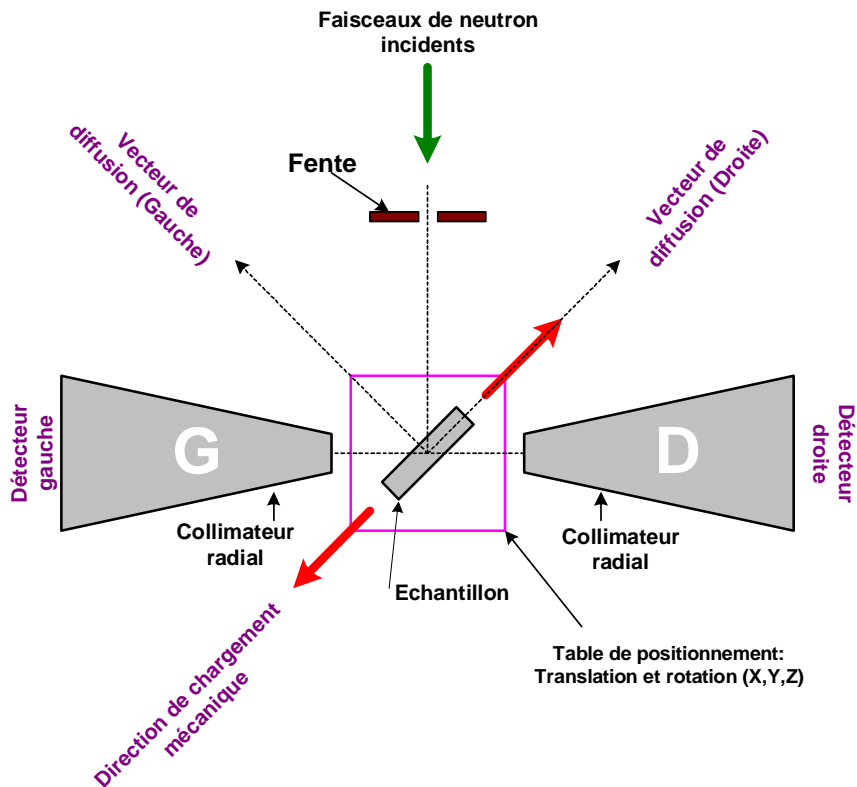 Faisceaux de neutron
incidents
Vecteur de
diffusion (Gauche)
Fente
Vecteur de
diffusion (Droite)
Détecteur
gauche
G
D
Détecteur
droite
Collimateur
radial
Collimateur
radial
Echantillon
Direction de chargement
mécanique
Table de positionnement:
Translation et rotation (X,Y,Z)